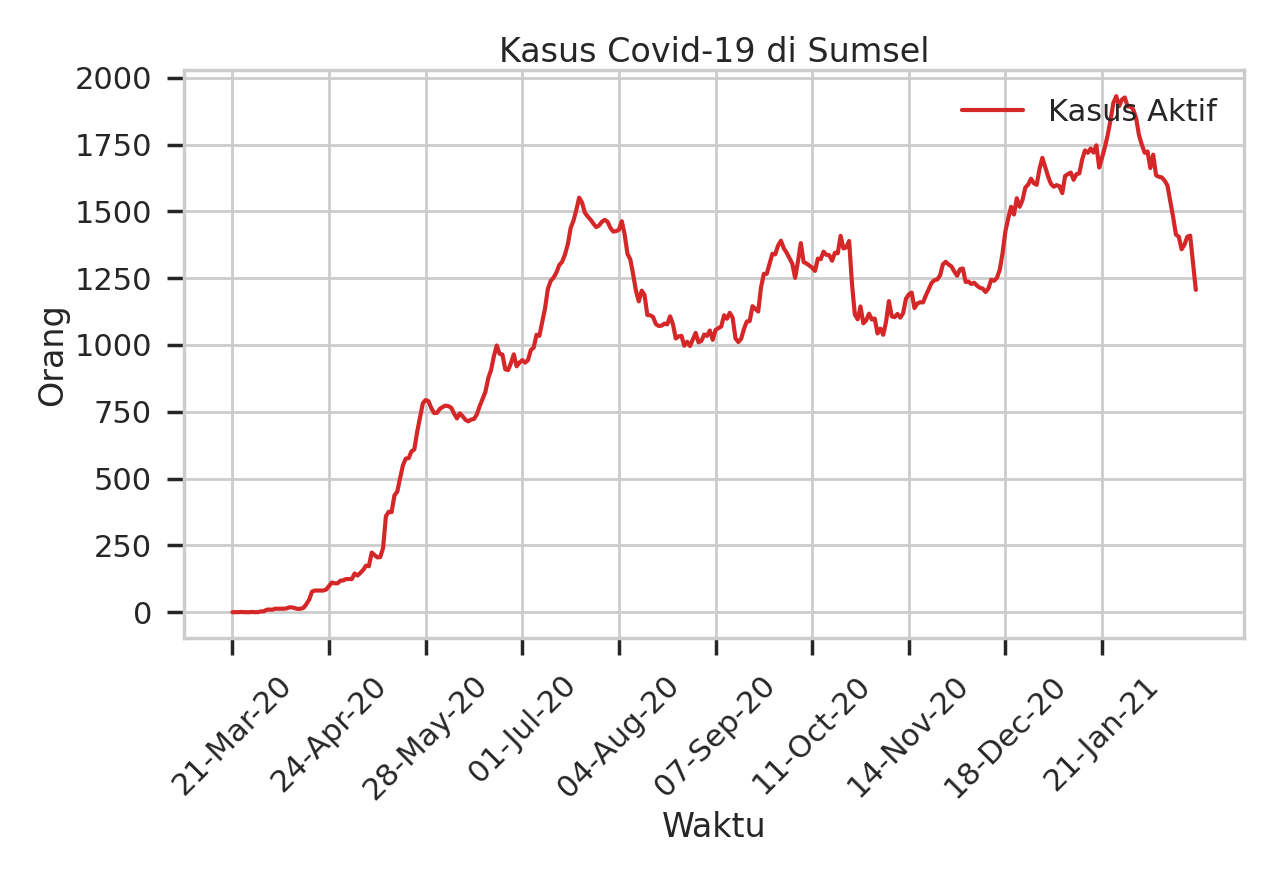 Kasus Covid-19 di Sumsel
2000
1750
1500
1250
1000
750
500
250
0
Orang
Kasus Aktif
21-Mar-20
24-Apr-20
28-May-20
01-Jul-20
04-Aug-20
07-Sep-20
11-Oct-20
14-Nov-20
18-Dec-20
21-Jan-21
Waktu